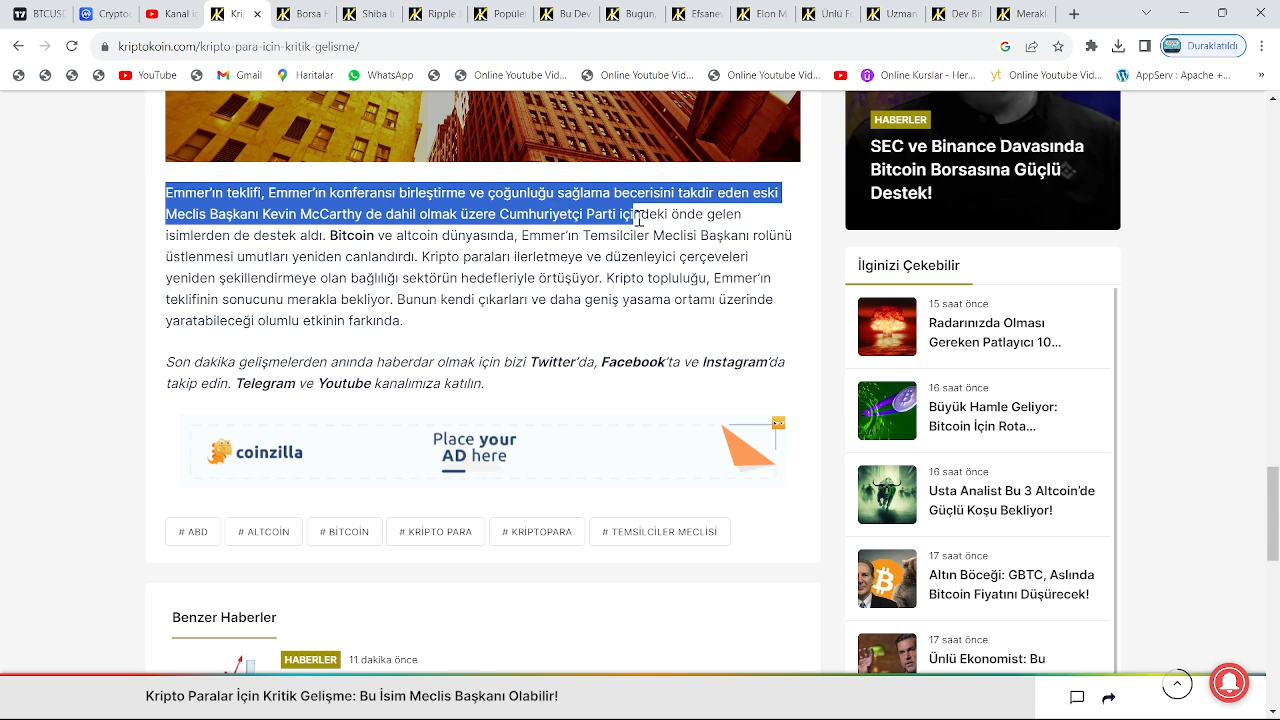 BTCUSD
Crypto
Kanal i
Kri
Borsa H
Shiba I
Ripple
Popüle
Bu Dev
Bugün,
Efsane
Elon M
Ünlü F
Uzman
Dev Bit
Merakl
kriptokoin.com/kripto-para-icin-kritik-gelisme/
Duraklatıldı
YouTube
Gmail
Haritalar
WhatsApp
Online Youtube Vid...
Online Youtube Vid...
Online Youtube Vid...
Online Kurslar - Her...
Online Youtube Vid...
AppServ : Apache +...
Emmer'ın teklifi, Emmer'ın konferansı birleştirme ve çoğunluğu sağlama becerisini takdir eden eski
Meclis Başkanı Kevin McCarthy de dahil olmak üzere Cumhuriyetçi Parti içindeki önde gelen
isimlerden de destek aldı. Bitcoin ve altcoin dünyasında, Emmer'ın Temsilciler Meclisi Başkanı rolünü
üstlenmesi umutları yeniden canlandırdı. Kripto paraları ilerletmeye ve düzenleyici çerçeveleri
yeniden şekillendirmeye olan bağlılığı sektörün hedefleriyle örtüşüyor. Kripto topluluğu, Emmer'ın
teklifinin sonucunu merakla bekliyor. Bunun kendi çıkarları ve daha geniş yasama ortamı üzerinde
yaratabileceği olumlu etkinin farkında.
Son dakika gelişmelerden anında haberdar olmak için bizi Twitter'da, Facebook'ta ve Instagram'da
takip edin. Telegram ve Youtube kanalımıza katılın.
coinzilla
Place your
AD here
# ABD
# ALTCOİN
# BİTCOİN
# KRİPTO PARA
# KRİPTOPARA
# TEMSİLCİLER MECLİSİ
Benzer Haberler
HABERLER
11 dakika önce
HABERLER
SEC ve Binance Davasında
Bitcoin Borsasına Güçlü
Destek!
İlginizi Çekebilir
15 saat önce
Radarınızda Olması
Gereken Patlayıcı 10...
16 saat önce
Büyük Hamle Geliyor:
Bitcoin İçin Rota...
16 saat önce
Usta Analist Bu 3 Altcoin'de
Güçlü Koşu Bekliyor!
17 saat önce
Altın Böceği: GBTC, Aslında
Bitcoin Fiyatını Düşürecek!
17 saat önce
Ünlü Ekonomist: Bu
Kripto Paralar İçin Kritik Gelişme: Bu İsim Meclis Başkanı Olabilir!